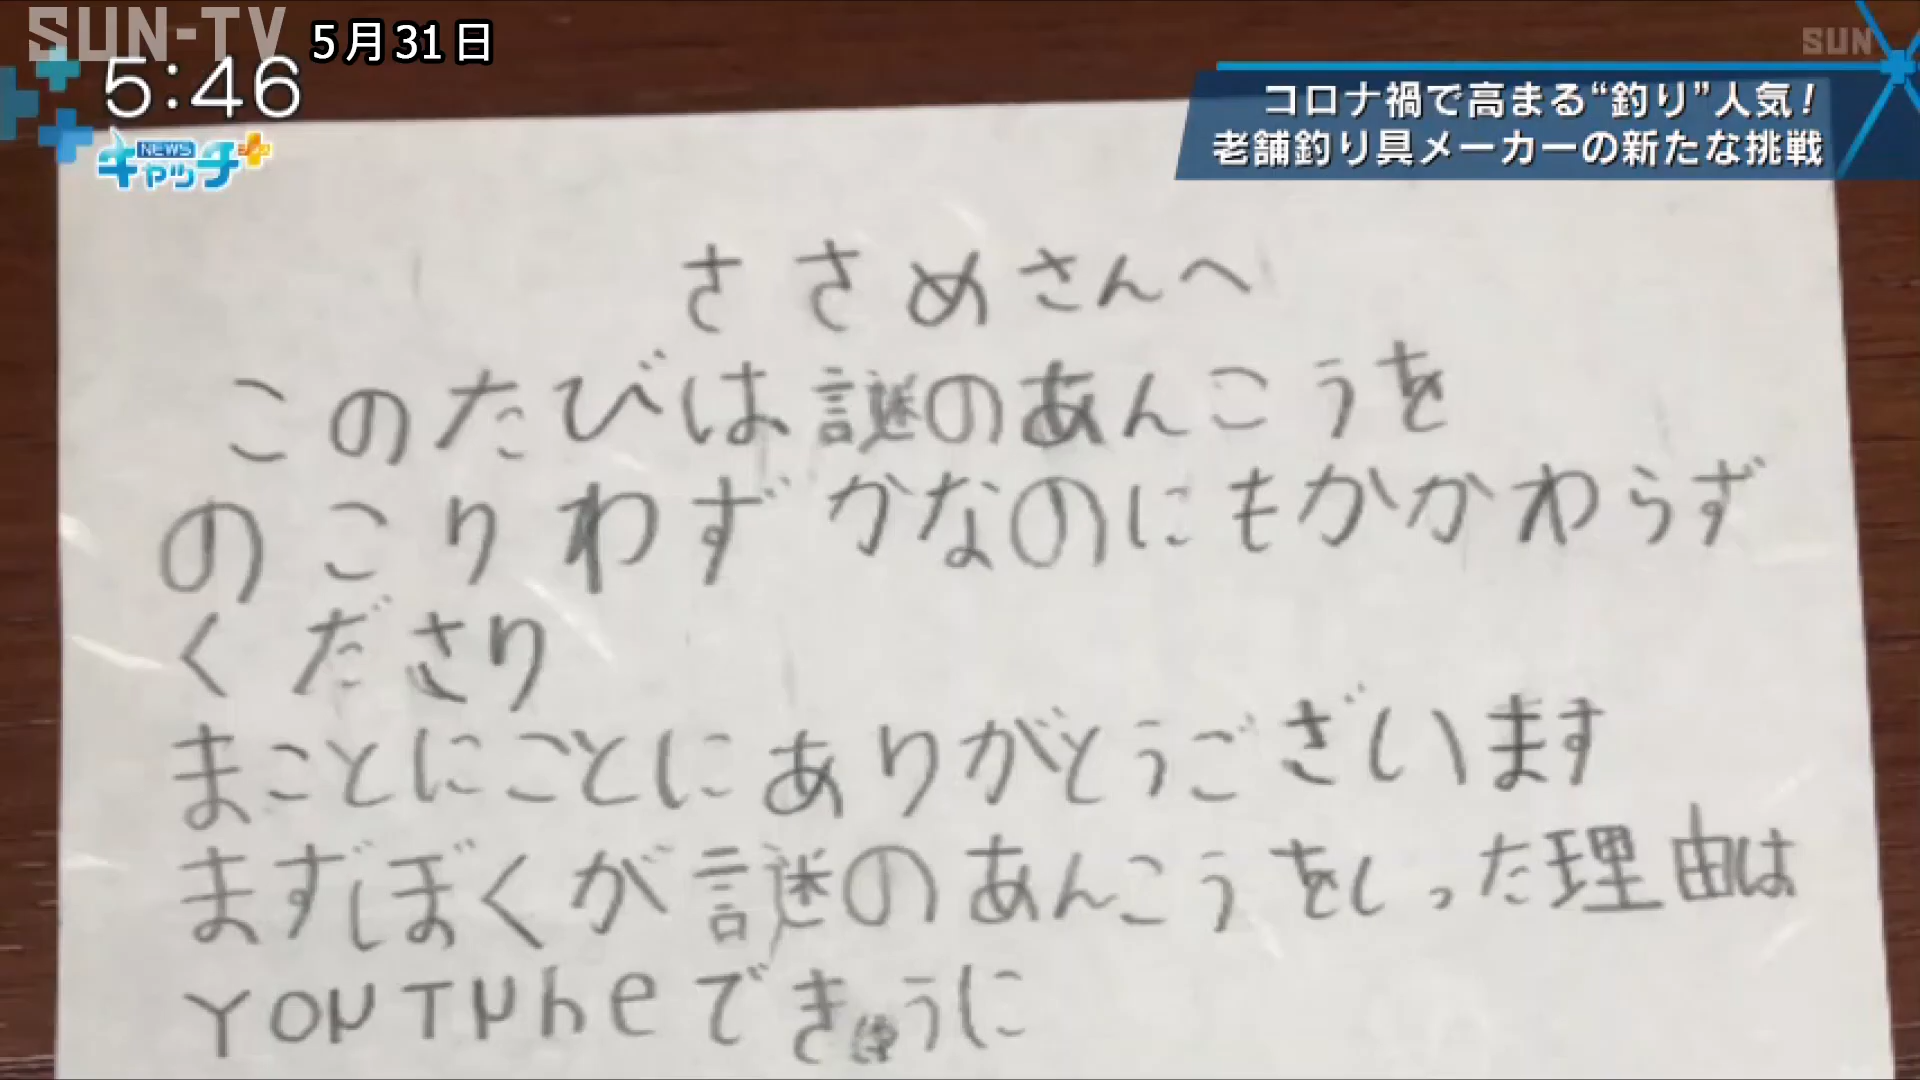 SUN-TV
5月31日
5:46
NEWS
キャッチ
SUN
コロナ禍で高まる“釣り”人気！
老舗釣り具メーカーの新たな挑戦
ささめさんへ
このたびは謎のあんこうを
のこりわずかなのにもかかわらず
くださり
まことにごとにありがとうございます
まずぼくが謎のあんこうをしった理由は
YOUTUbeできゅうに